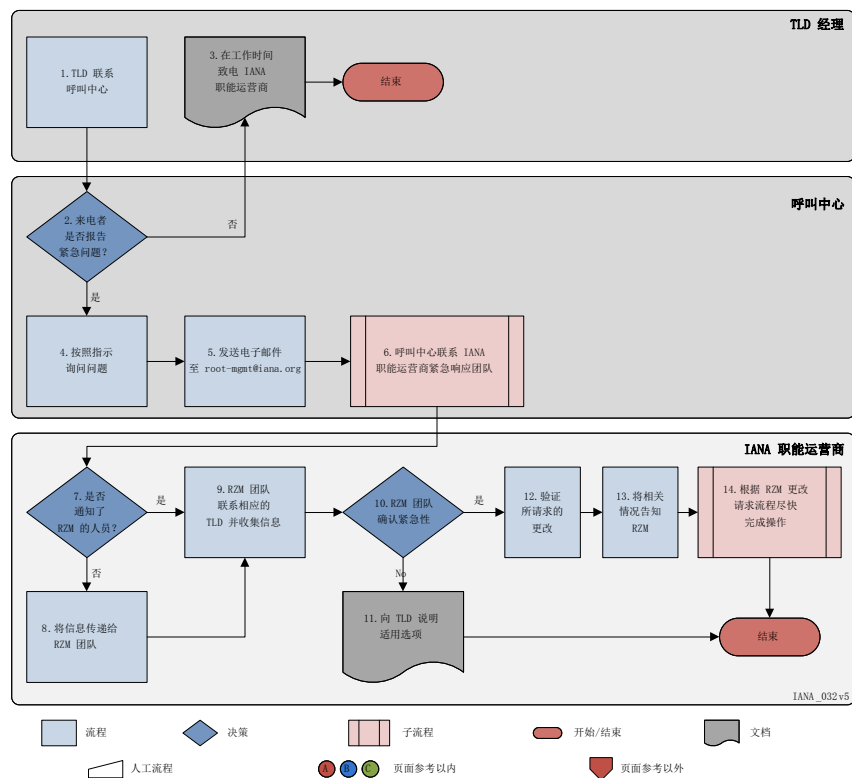 TLD 经理
1.TLD 联系
呼叫中心
3.在工作时间
致电 IANA
职能运营商
结束
呼叫中心
2.来电者
是否报告
紧急问题？
否
是
4.按照指示
询问问题
5.发送电子邮件
至 root-mgmt@iana.org
6.呼叫中心联系 IANA
职能运营商紧急响应团队
IANA 职能运营商
7.是否
通知了
RZM 的人员？
是
9.RZM 团队
联系相应的
TLD 并收集信息
10.RZM 团队
确认紧急性
是
12.验证
所请求的
更改
13.将相关
情况告知
RZM
14.根据 RZM 更改
请求流程尽快
完成操作
否
No
8.将信息传递给
RZM 团队
11.向 TLD 说明
适用选项
结束
IANA_032v5
流程
决策
子流程
开始/结束
文档
人工流程
A B C
页面参考以内
页面参考以外